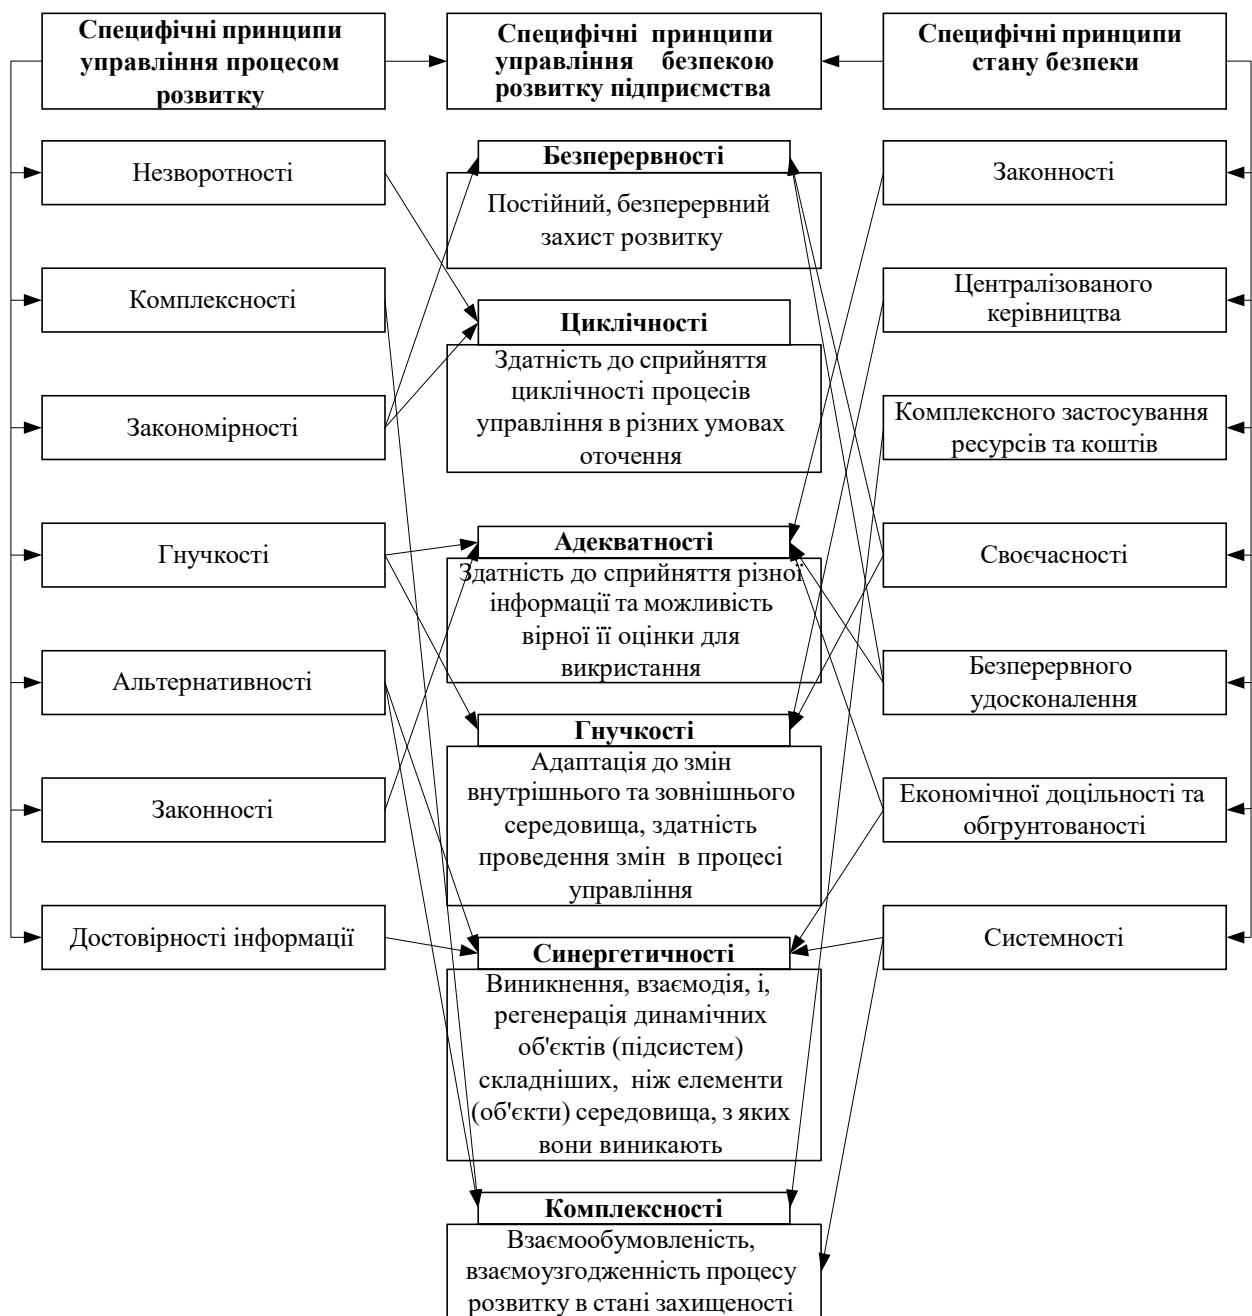 Специфічні принципи
управління процесом
розвитку
Специфічні принципи
управління безпекою
розвитку підприємства
Специфічні принципи
стану безпеки
Незворотності
Комплексності
Закономірності
Гнучкості
Альтернативності
Законності
Достовірності інформації
Безперервності
Постійний, безперервний
захист розвитку
Циклічності
Здатність до сприйняття
циклічності процесів
управління в різних умовах
оточення
Адекватності
Здатність до сприйняття різної
інформації та можливість
вірної її оцінки для
викристання
Гнучкості
Адаптація до змін
внутрішнього та зовнішнього
середовища, здатність
проведення змін в процесі
управління
Синергетичності
Виникнення, взаємодія, і,
регенерація динамічних
об'єктів (підсистем)
складніших, ніж елементи
(об'єкти) середовища, з яких
вони виникають
Комплексності
Взаємообумовленість,
взаємоузгодженність процесу
розвитку в стані захищеності
Законності
Централізованого
керівництва
Комплексного застосування
ресурсів та коштів
Своєчасності
Безперервного
удосконалення
Економічної доцільності та
обгрунтованості
Системності